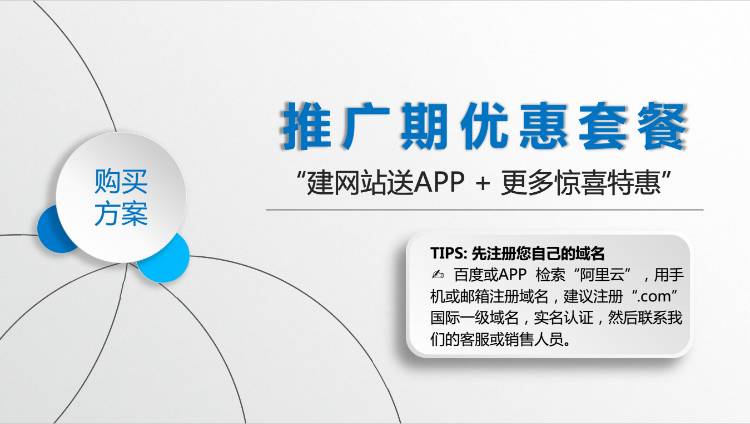 推广期优惠套餐
购买
方案
“建网站送APP + 更多惊喜特惠”
TIPS: 先注册您自己的域名
✍ 百度或APP 检索“阿里云”，用手
机或邮箱注册域名，建议注册“.com”
国际一级域名，实名认证，然后联系我
们的客服或销售人员。